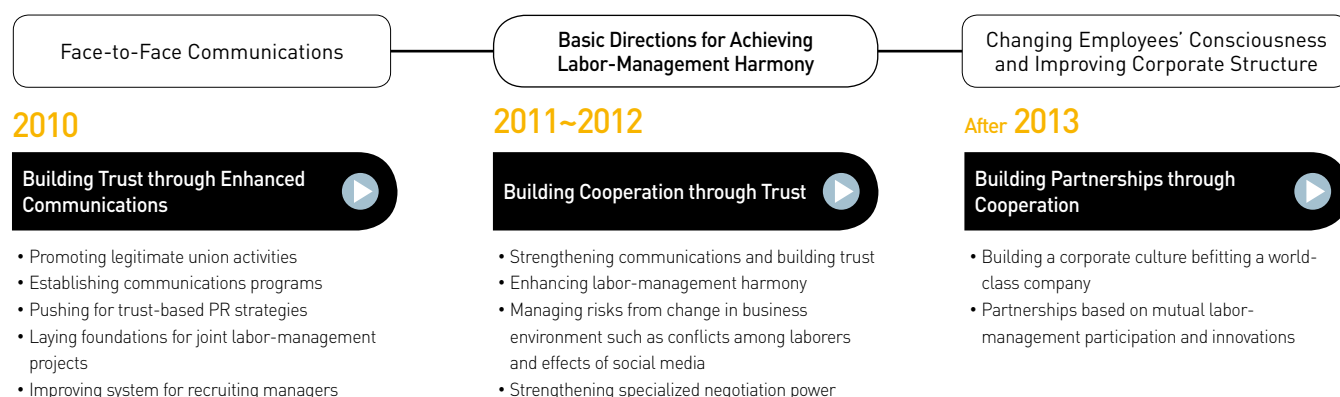 Face-to-Face Communications
Basic Directions for Achieving
Labor-Management Harmony
Changing Employees’ Consciousness
and Improving Corporate Structure
2010
Building Trust through Enhanced
Communications
• Promoting legitimate union activities
• Establishing communications programs
• Pushing for trust-based PR strategies
• Laying foundations for joint labor-management
projects
• Improving system for recruiting managers
2011~2012
Building Cooperation through Trust
• Strengthening communications and building trust
• Enhancing labor-management harmony
• Managing risks from change in business
environment such as conflicts among laborers
and effects of social media
• Strengthening specialized negotiation power
After 2013
Building Partnerships through
Cooperation
• Building a corporate culture befitting a world-
class company
• Partnerships based on mutual labor-
management participation and innovations